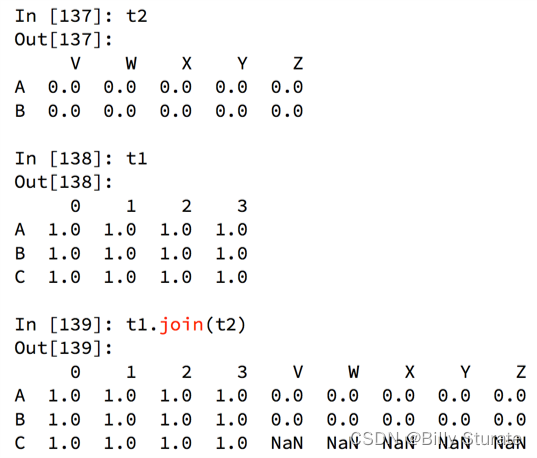 In [137]: t2
Out[137]:
     V    W    X    Y    Z
A  0.0  0.0  0.0  0.0  0.0
B  0.0  0.0  0.0  0.0  0.0
In [138]: t1
Out[138]:
     0    1    2    3
A  1.0  1.0  1.0  1.0
B  1.0  1.0  1.0  1.0
C  1.0  1.0  1.0  1.0
In [139]: t1.join(t2)
Out[139]:
     0    1    2    3    V    W    X    Y    Z
A  1.0  1.0  1.0  1.0  0.0  0.0  0.0  0.0  0.0
B  1.0  1.0  1.0  1.0  0.0  0.0  0.0  0.0  0.0
C  1.0  1.0  1.0  1.0  NaN  NaN  NaN  NaN  NaN
CSDN @Billy Sturate